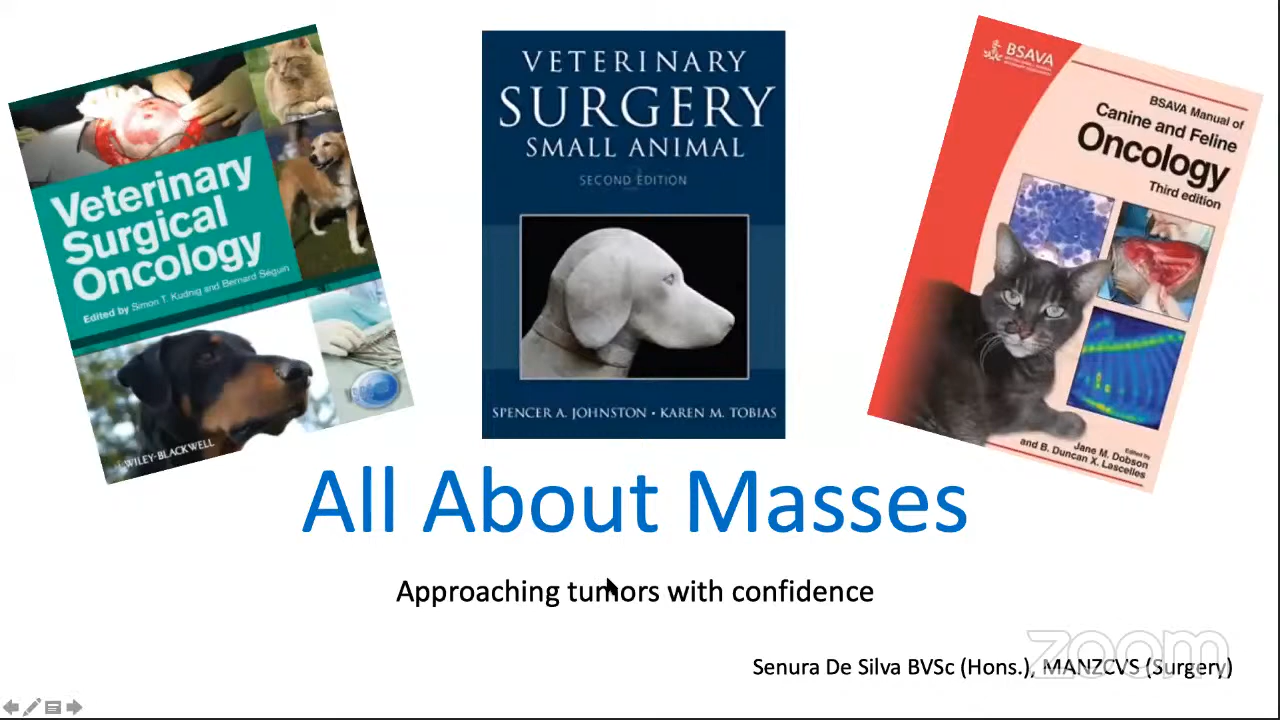 Veterinary
Surgical
Oncology
Edited by Simon T. Kudnig and Bernard Séguin
WILEY-BLACKWELL
VETERINARY
SURGERY
SMALL ANIMAL
SECOND EDITION
SPENCER A. JOHNSTON • KAREN M. TOBIAS
BSAVA
BSAVA Manual of
Canine and Feline
Oncology
Third edition
Edited by
Jane M. Dobson
and B. Duncan X. Lascelles
All About Masses
Approaching tumors with confidence
zoom
Senura De Silva BVSc (Hons.), MANZCVS (Surgery)